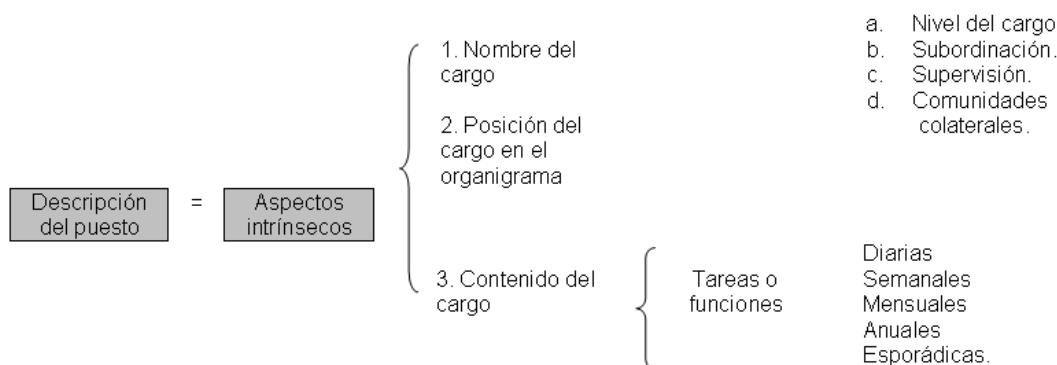 a. Nivel del cargo
b. Subordinación.
c. Supervisión.
d. Comunidades
colaterales.
1. Nombre del
cargo
2. Posición del
cargo en el
organigrama
Descripción
del puesto
=
Aspectos
intrínsecos
3. Contenido del
cargo
Tareas o
funciones
Diarias
Semanales
Mensuales
Anuales
Esporádicas.